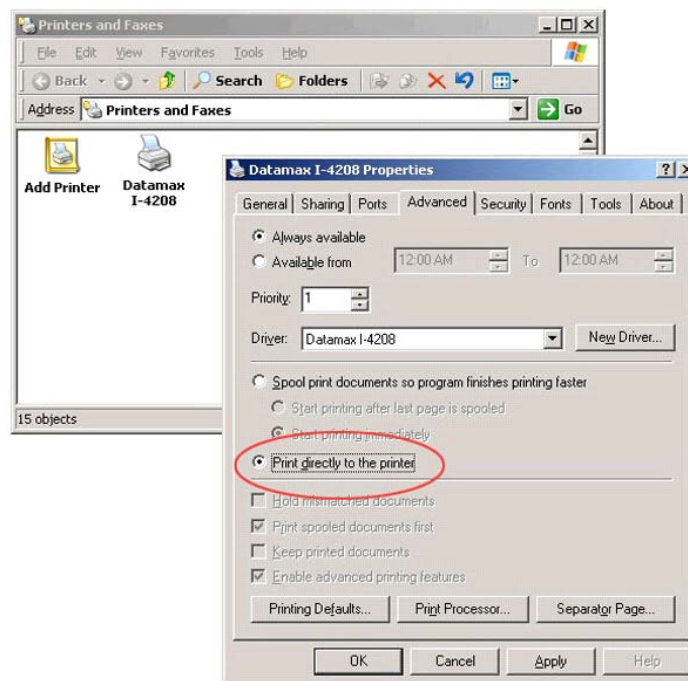 Printers and Faxes
File Edit View Favorites Tools Help
Back Search Folders
Address Printers and Faxes Go
Add Printer
Datamax
I-4208
15 objects
Datamax I-4208 Properties
General Sharing Ports Advanced Security Fonts Tools About
Always available
Available from 12:00 AM To 12:00 AM
Priority: 1
Driver: Datamax I-4208 New Driver...
Spool print documents so program finishes printing faster
Start printing after last page is spooled
Start printing immediately
Print directly to the printer
Hold mismatched documents
Print spooled documents first
Keep printed documents
Enable advanced printing features
Printing Defaults... Print Processor... Separator Page...
OK Cancel Apply Help